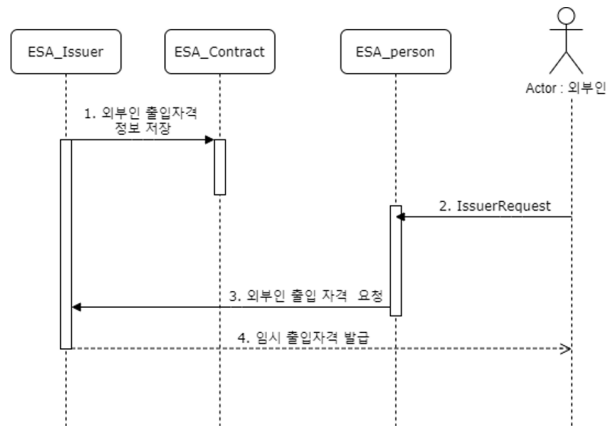 ESA_Issuer
ESA_Contract
ESA_person
Actor : 외부인
1. 외부인 출입자격
정보 저장
2. IssuerRequest
3. 외부인 출입 자격 요청
4. 임시 출입자격 발급